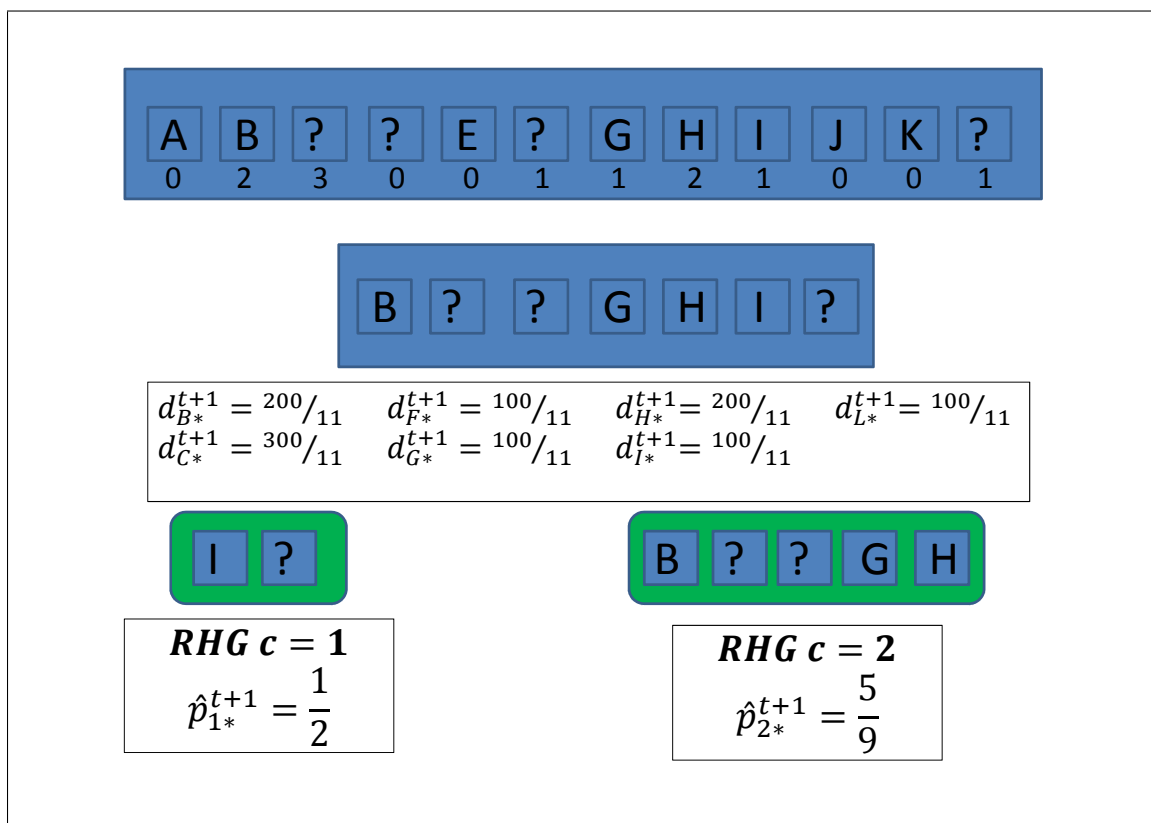 A B ? ? E ? G H I J K ?
0 2 3 0 0 1 1 2 1 0 0 1
B ? ? G H I ?
d_{B*}^{t+1} = 200/11 d_{F*}^{t+1} = 100/11 d_{H*}^{t+1} = 200/11 d_{L*}^{t+1} = 100/11
d_{C*}^{t+1} = 300/11 d_{G*}^{t+1} = 100/11 d_{I*}^{t+1} = 100/11
I ?
B ? ? G H
RHG c = 1
p̂_{1*}^{t+1} = 1/2
RHG c = 2
p̂_{2*}^{t+1} = 5/9